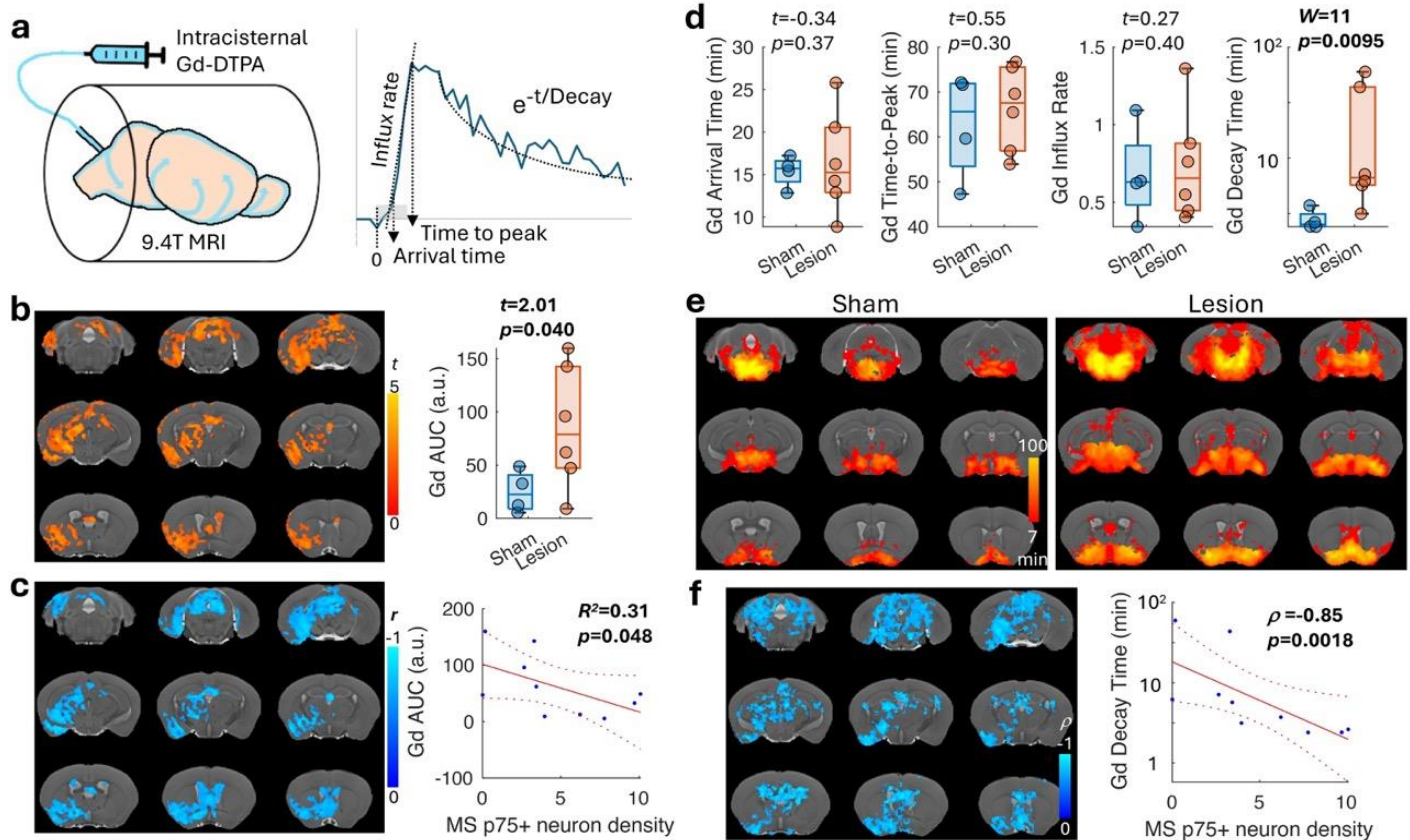 a
Intracisternal
Gd-DTPA
9.4T MRI
Influx rate
e-t/Decay
Time to peak
0
Arrival time
b
t
5
0
t=2.01
p=0.040
Gd AUC (a.u.)
150
100
50
0
Sham
Lesion
c
r
-1
0
R²=0.31
p=0.048
Gd AUC (a.u.)
200
100
0
-100
0
5
10
MS p75+ neuron density
d
t=-0.34
p=0.37
Gd Arrival Time (min)
30
25
20
15
10
Sham
Lesion
t=0.55
p=0.30
Gd Time-to-Peak (min)
80
70
60
50
40
Sham
Lesion
t=0.27
p=0.40
Gd Influx Rate
1.5
1
0.5
Sham
Lesion
W=11
p=0.0095
Gd Decay Time (min)
10²
10
Sham
Lesion
e
Sham
Lesion
100
7
min
f
ρ
-1
0
ρ=-0.85
p=0.0018
Gd Decay Time (min)
10²
10
1
0
5
10
MS p75+ neuron density